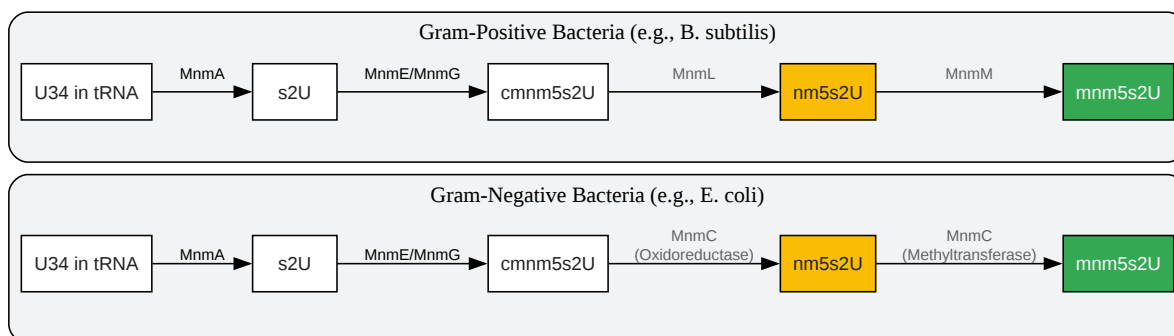 Gram-Positive Bacteria (e.g., B. subtilis)
U34 in tRNA
MnmA
s2U
MnmE/MnmG
cmnm5s2U
MnmL
nm5s2U
MnmM
mnm5s2U
Gram-Negative Bacteria (e.g., E. coli)
U34 in tRNA
MnmA
s2U
MnmE/MnmG
cmnm5s2U
MnmC
(Oxidoreductase)
nm5s2U
MnmC
(Methyltransferase)
mnm5s2U